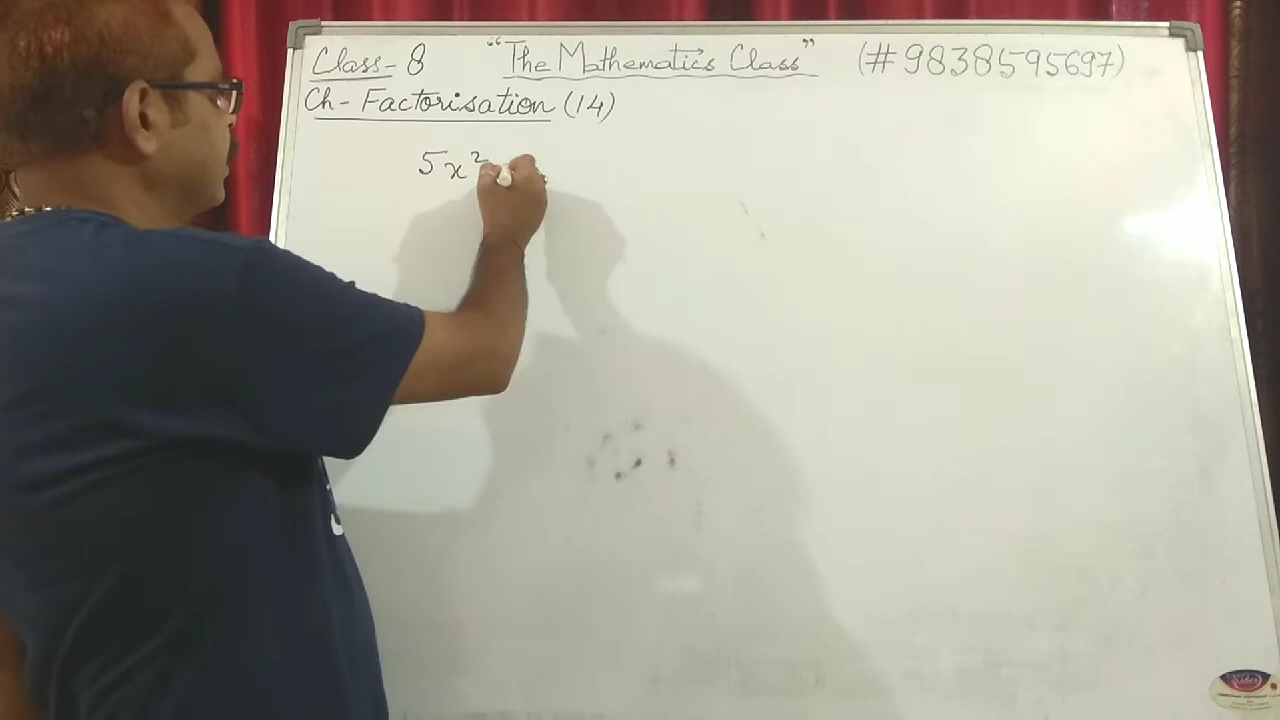 Class-8 "The Mathematics Class" (#9838595697)
Ch-Factorisation (14)
5x²